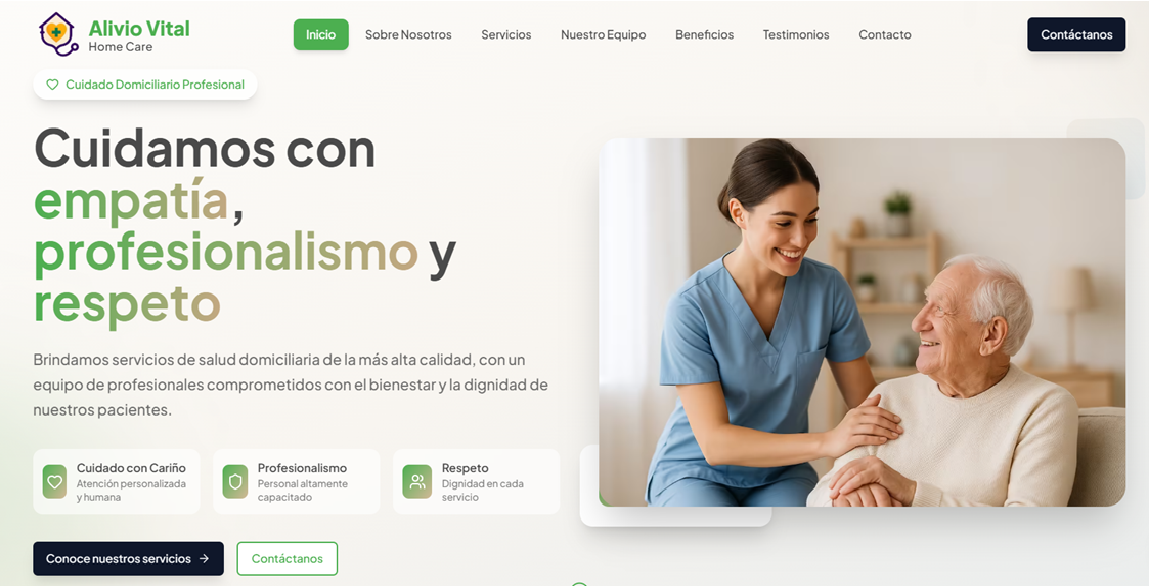 Alivio Vital
Home Care
Inicio
Sobre Nosotros
Servicios
Nuestro Equipo
Beneficios
Testimonios
Contacto
Contáctanos
Cuidado Domiciliario Profesional
Cuidamos con
empatía,
profesionalismo y
respeto
Brindamos servicios de salud domiciliaria de la más alta calidad, con un
equipo de profesionales comprometidos con el bienestar y la dignidad de
nuestros pacientes.
Cuidado con Cariño
Atención personalizada
y humana
Profesionalismo
Personal altamente
capacitado
Respeto
Dignidad en cada
servicio
Conoce nuestros servicios →
Contáctanos